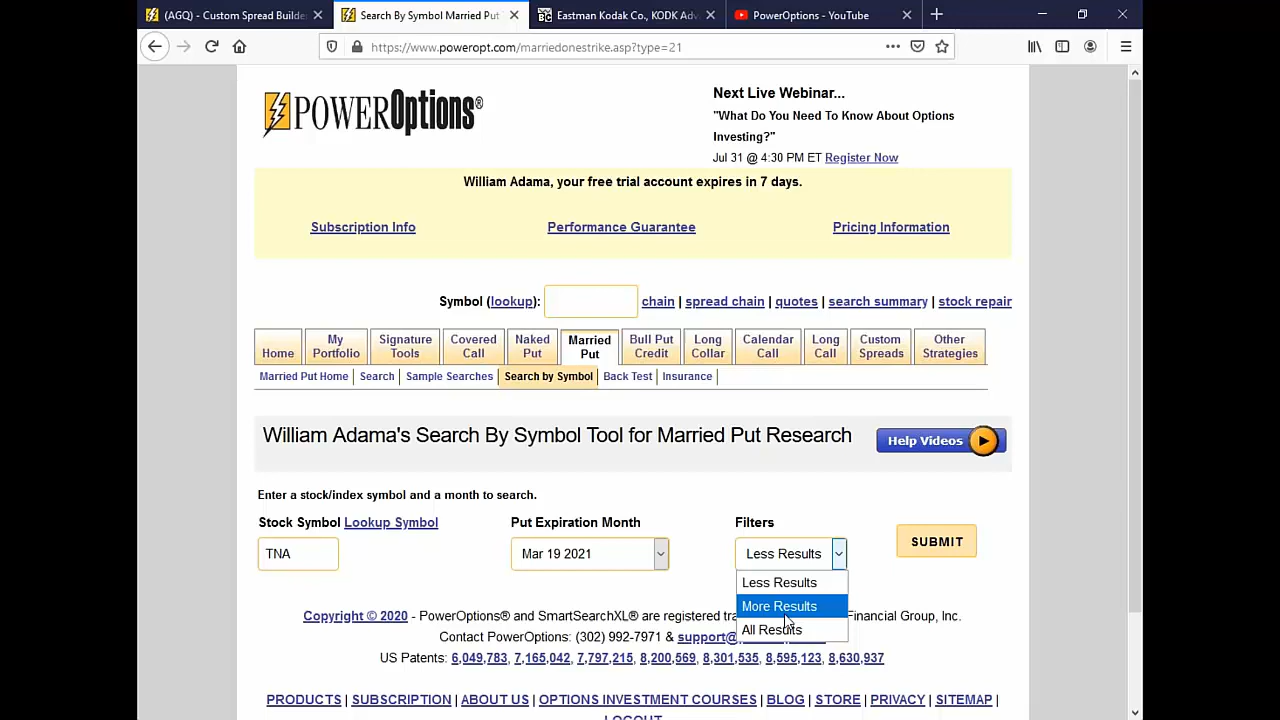 (AGQ) - Custom Spread Builde
Search By Symbol Married Put
Eastman Kodak Co., KODK Adv
PowerOptions - YouTube
https://www.poweropt.com/marriedonestrike.asp?type=21
POWEROptions®
Next Live Webinar...
"What Do You Need To Know About Options
Investing?"
Jul 31 @ 4:30 PM ET Register Now
William Adama, your free trial account expires in 7 days.
Subscription Info Performance Guarantee Pricing Information
Symbol (lookup): chain | spread chain | quotes | search summary | stock repair
Home My Portfolio Signature Tools Covered Call Naked Put Married Put Bull Put Credit Long Collar Calendar Call Long Call Custom Spreads Other Strategies
Married Put Home | Search | Sample Searches | Search by Symbol | Back Test | Insurance |
William Adama's Search By Symbol Tool for Married Put Research
Help Videos
Enter a stock/index symbol and a month to search.
Stock Symbol Lookup Symbol Put Expiration Month Filters
TNA Mar 19 2021 Less Results SUBMIT
Less Results
More Results
All Results
Copyright © 2020 - PowerOptions® and SmartSearchXL® are registered tra Financial Group, Inc.
Contact PowerOptions: (302) 992-7971 & support@
US Patents: 6,049,783, 7,165,042, 7,797,215, 8,200,569, 8,301,535, 8,595,123, 8,630,937
PRODUCTS | SUBSCRIPTION | ABOUT US | OPTIONS INVESTMENT COURSES | BLOG | STORE | PRIVACY | SITEMAP |
LOGOUT